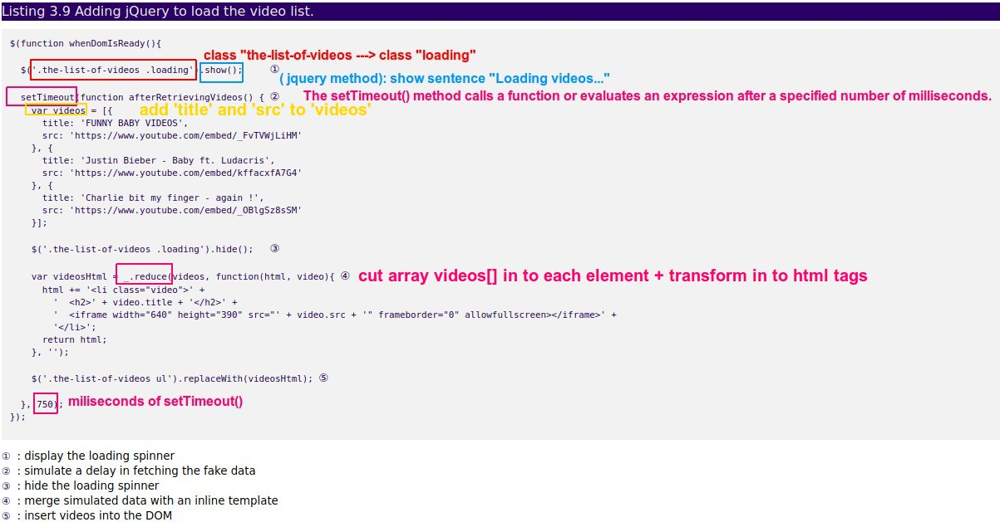 Listing 3.9 Adding jQuery to load the video list.
$(function whenDomIsReady(){
class "the-list-of-videos ---> class "loading"
$('.the-list-of-videos .loading').show(); ①
( jquery method): show sentence "Loading videos..."
setTimeout(function afterRetrievingVideos() { ② The setTimeout() method calls a function or evaluates an expression after a specified number of milliseconds.
var videos = [{ add 'title' and 'src' to 'videos'
title: 'FUNNY BABY VIDEOS',
src: 'https://www.youtube.com/embed/_FvTVWjLiHM'
}, {
title: 'Justin Bieber - Baby ft. Ludacris',
src: 'https://www.youtube.com/embed/kffacxfA7G4'
}, {
title: 'Charlie bit my finger - again !',
src: 'https://www.youtube.com/embed/_OBlgSz8sSM'
}];
$('.the-list-of-videos .loading').hide(); ③
var videosHtml = _.reduce(videos, function(html, video){ ④ cut array videos[] in to each element + transform in to html tags
html += '<li class="video">' +
' <h2>' + video.title + '</h2>' +
' <iframe width="640" height="390" src="' + video.src + '" frameborder="0" allowfullscreen></iframe>' +
'</li>';
return html;
}, '');
$('.the-list-of-videos ul').replaceWith(videosHtml); ⑤
}, 750); miliseconds of setTimeout()
});
① : display the loading spinner
② : simulate a delay in fetching the fake data
③ : hide the loading spinner
④ : merge simulated data with an inline template
⑤ : insert videos into the DOM